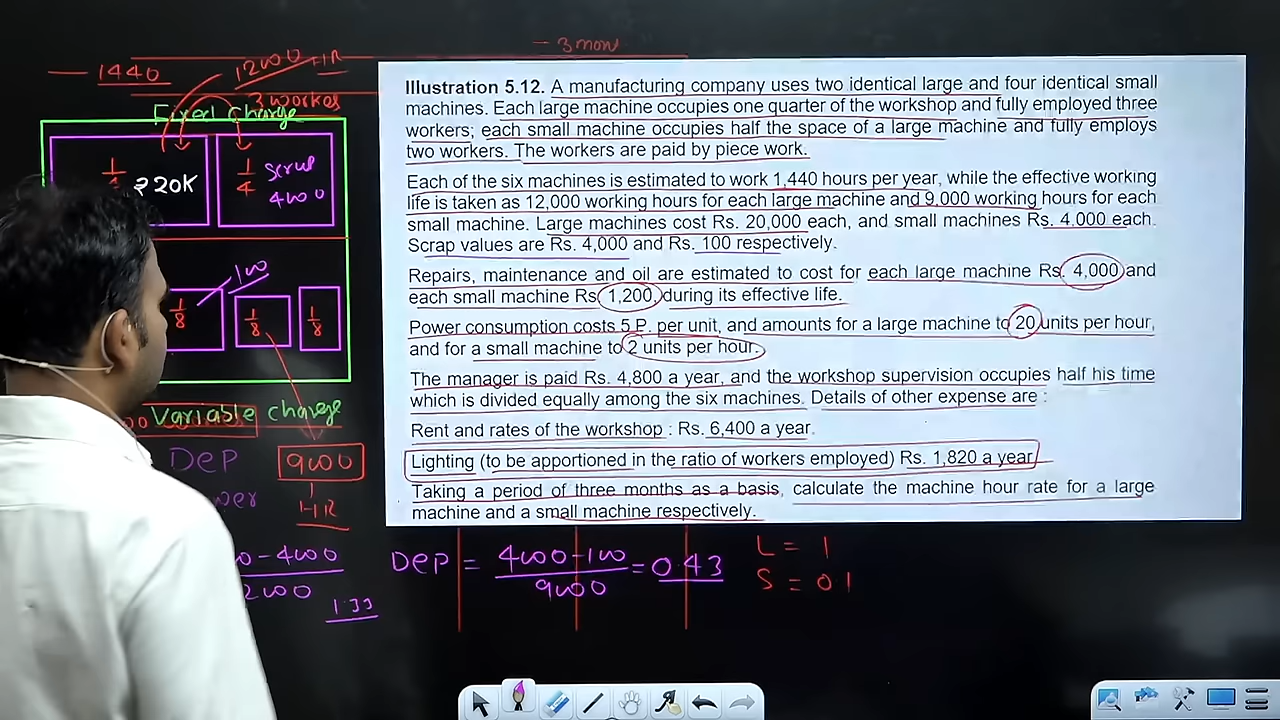 - 3 mon
1440
12000 HR
3 workes
Fixed charge
1/4 ₹20K
1/4 Scrap
4000
100
1/8
1/8
1/8
Variable charge
DEP
9000
HR
- 4000
1.33
DEP = 4000-100 / 9000 = 0.43
L = 1
S = 0 1
Illustration 5.12. A manufacturing company uses two identical large and four identical small
machines. Each large machine occupies one quarter of the workshop and fully employed three
workers; each small machine occupies half the space of a large machine and fully employs
two workers. The workers are paid by piece work.
Each of the six machines is estimated to work 1,440 hours per year, while the effective working
life is taken as 12,000 working hours for each large machine and 9,000 working hours for each
small machine. Large machines cost Rs. 20,000 each, and small machines Rs. 4,000 each.
Scrap values are Rs. 4,000 and Rs. 100 respectively.
Repairs, maintenance and oil are estimated to cost for each large machine Rs. 4,000 and
each small machine Rs 1,200, during its effective life.
Power consumption costs 5 P. per unit, and amounts for a large machine to 20 units per hour,
and for a small machine to 2 units per hour.
The manager is paid Rs. 4,800 a year, and the workshop supervision occupies half his time
which is divided equally among the six machines. Details of other expense are :
Rent and rates of the workshop : Rs. 6,400 a year.
Lighting (to be apportioned in the ratio of workers employed) Rs. 1,820 a year
Taking a period of three months as a basis, calculate the machine hour rate for a large
machine and a small machine respectively.